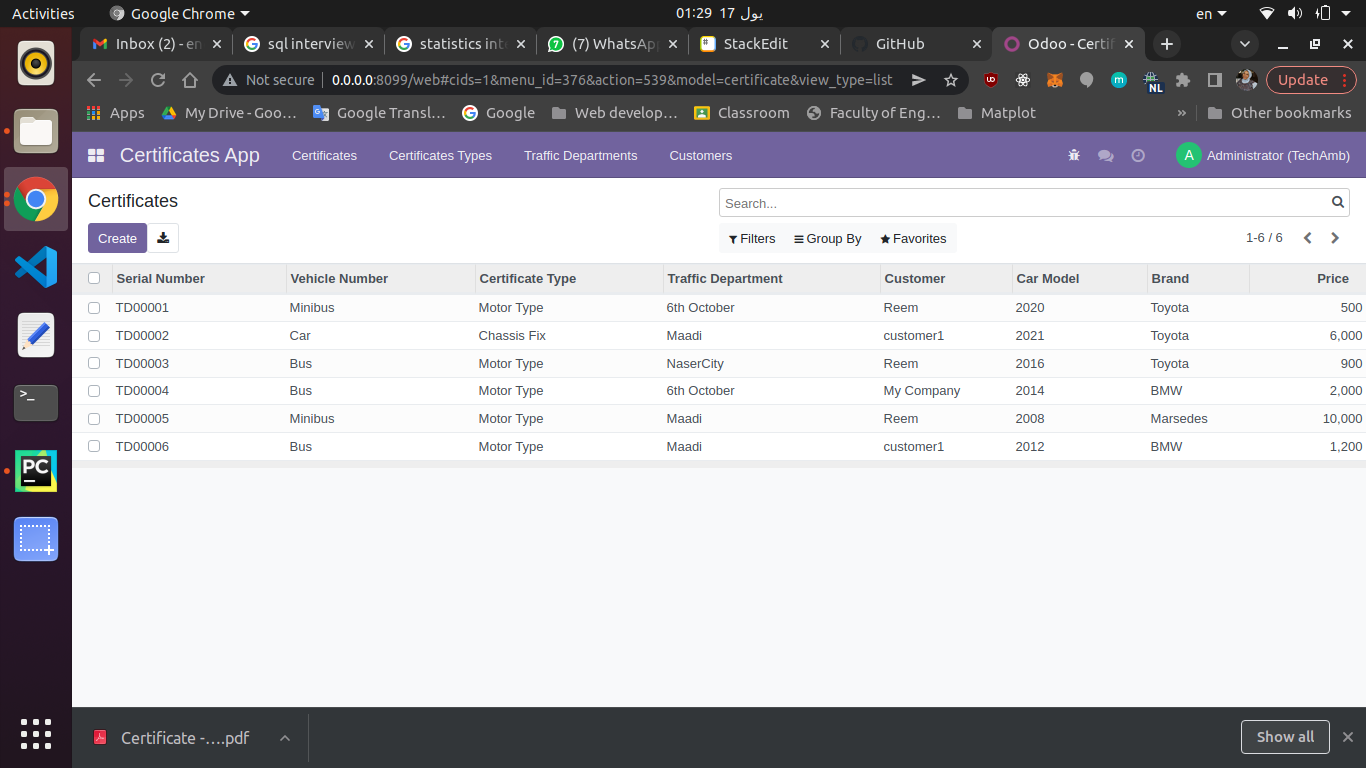 Activities Google Chrome 01:29 17 يول en
Inbox (2) - en sql interview statistics int (7) WhatsApp StackEdit GitHub Odoo - Certif
Not secure 0.0.0.0:8099/web#cids=1&menu_id=376&action=539&model=certificate&view_type=list Update
NL
Apps My Drive - Goo… Google Transl… Google Web develop… Classroom Faculty of Eng… Matplot » Other bookmarks
Certificates App Certificates Certificates Types Traffic Departments Customers A Administrator (TechAmb)
Certificates Search...
Create Filters Group By Favorites 1-6 / 6
Serial Number Vehicle Number Certificate Type Traffic Department Customer Car Model Brand Price
TD00001 Minibus Motor Type 6th October Reem 2020 Toyota 500
TD00002 Car Chassis Fix Maadi customer1 2021 Toyota 6,000
TD00003 Bus Motor Type NaserCity Reem 2016 Toyota 900
TD00004 Bus Motor Type 6th October My Company 2014 BMW 2,000
TD00005 Minibus Motor Type Maadi Reem 2008 Marsedes 10,000
TD00006 Bus Motor Type Maadi customer1 2012 BMW 1,200
>_
PC
Certificate -….pdf Show all